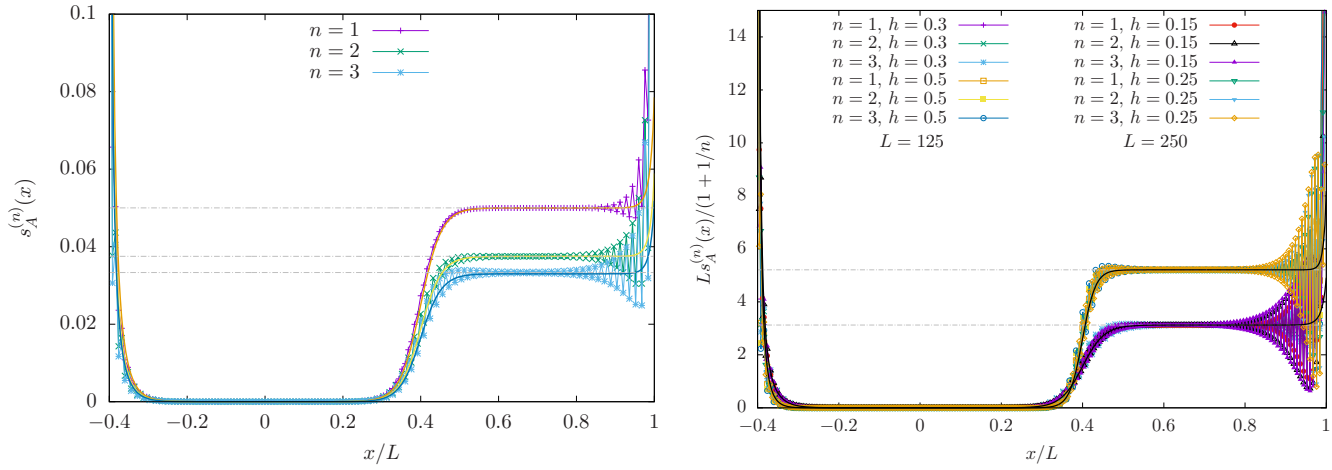 0.1
0.08
0.06
0.04
0.02
0
s_A^{(n)}(x)
n = 1
n = 2
n = 3
−0.4 −0.2 0 0.2 0.4 0.6 0.8 1
x/L
14
12
10
8
6
4
2
0
Ls_A^{(n)}(x)/(1 + 1/n)
n = 1, h = 0.3 n = 1, h = 0.15
n = 2, h = 0.3 n = 2, h = 0.15
n = 3, h = 0.3 n = 3, h = 0.15
n = 1, h = 0.5 n = 1, h = 0.25
n = 2, h = 0.5 n = 2, h = 0.25
n = 3, h = 0.5 n = 3, h = 0.25
L = 125 L = 250
−0.4 −0.2 0 0.2 0.4 0.6 0.8 1
x/L